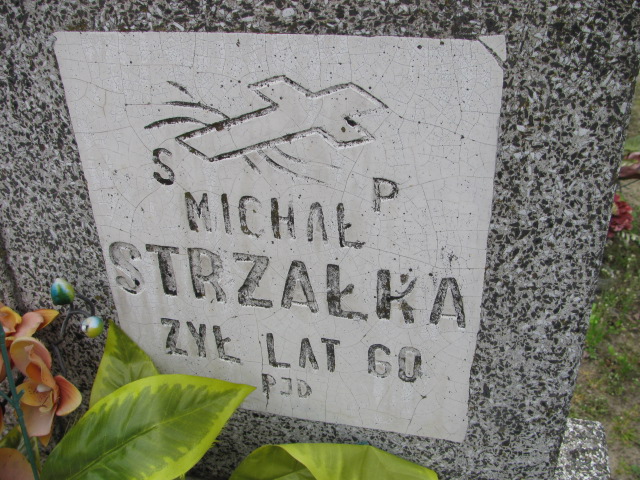 S P
MICHAŁ
STRZAŁKA
ŻYŁ LAT 60
PJD